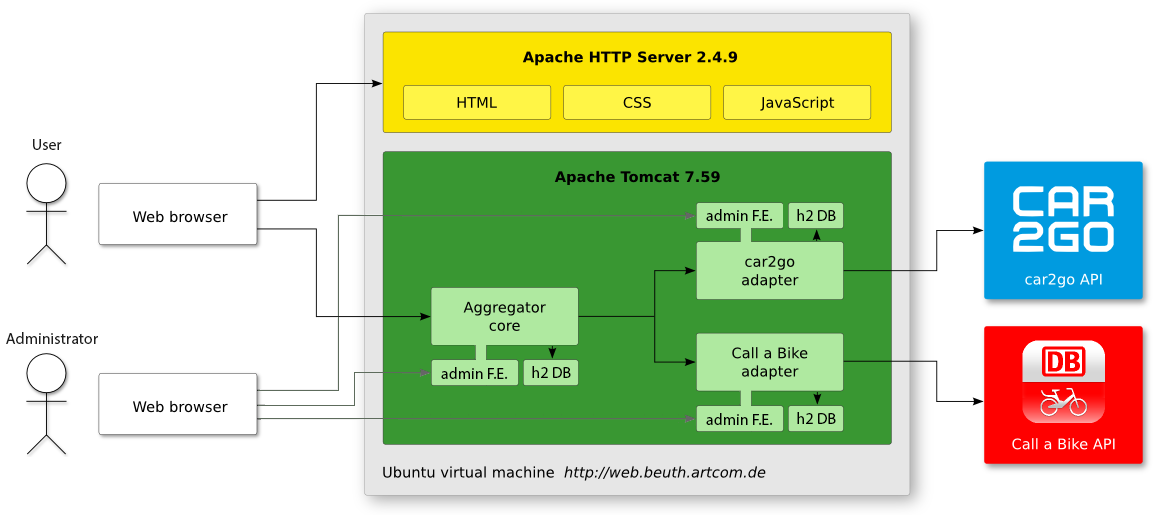 Apache HTTP Server 2.4.9
HTML
CSS
JavaScript
User
Web browser
Apache Tomcat 7.59
admin F.E.
h2 DB
car2go
adapter
CAR
2GO
car2go API
Aggregator
core
admin F.E.
h2 DB
Administrator
Web browser
Call a Bike
adapter
admin F.E.
h2 DB
DB
Call a Bike API
Ubuntu virtual machine http://web.beuth.artcom.de